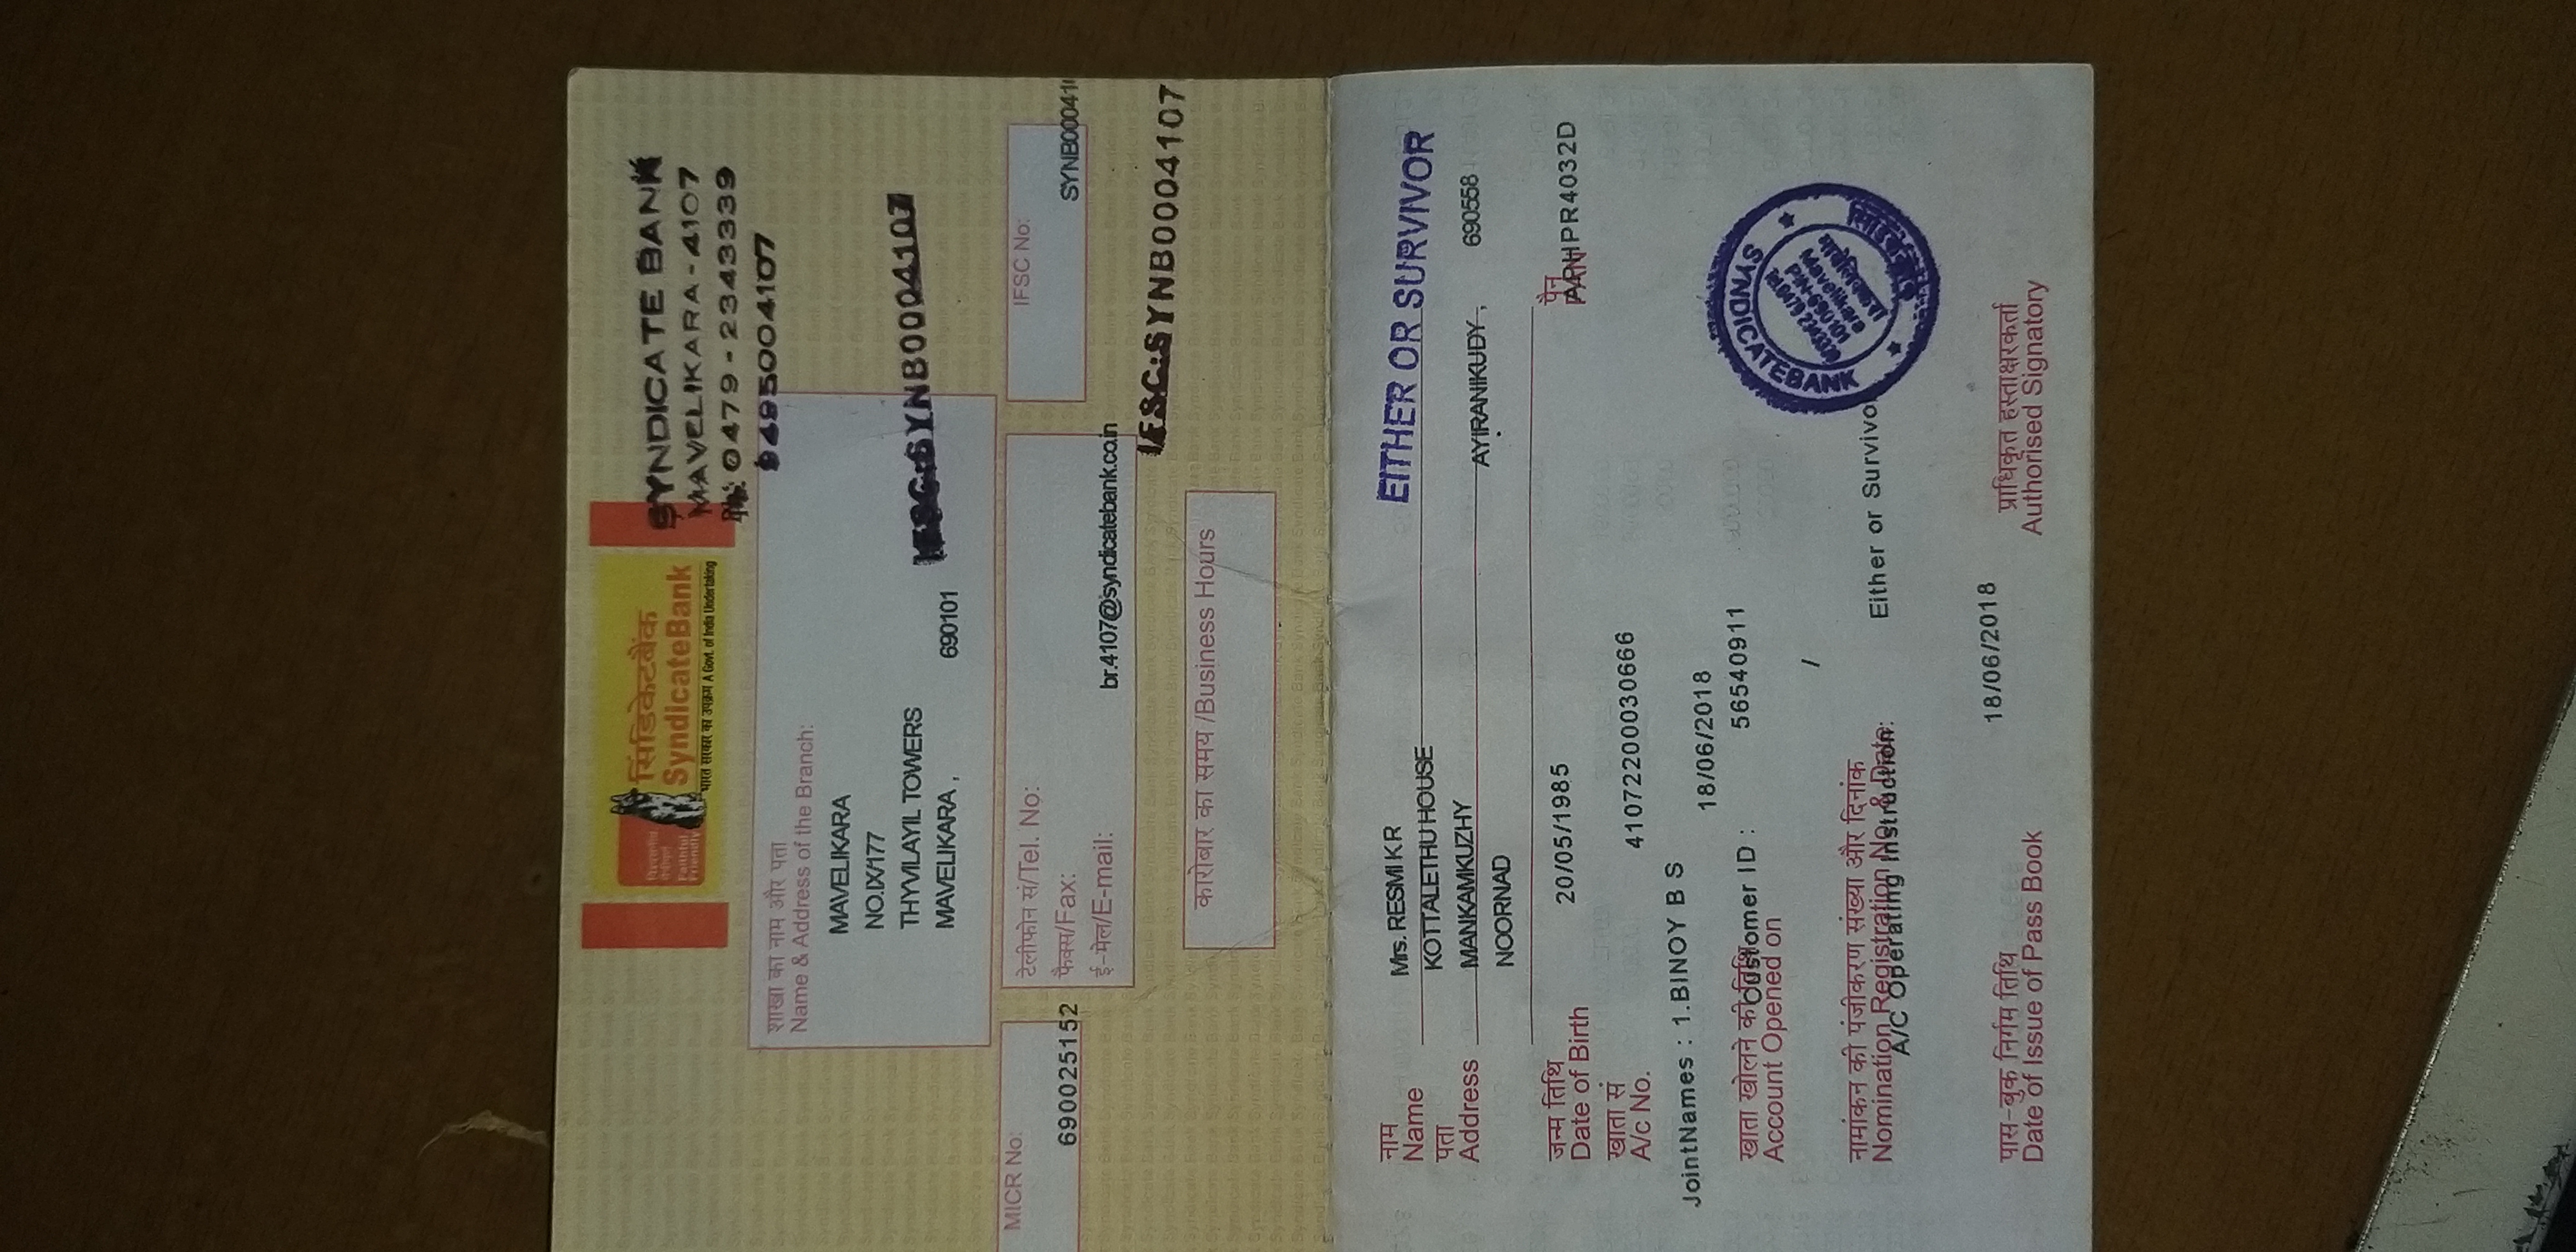 विश्वसनीय
Faithful
Friendly
सिंडिकेटबैंक
SyndicateBank
भारत सरकार का उपक्रम A Govt. of India Undertaking
SYNDICATE BANK
MAVELIKARA - 4107
Ph: 0479 - 2343339
9495004107
शाखा का नाम और पता
Name & Address of the Branch:
MAVELIKARA
NO.IX/177
THYVILAYIL TOWERS
MAVELIKARA , 690101
IFSC:SYNB0004107
MICR No:
690025152
टेलीफोन सं/Tel. No:
फैक्स/Fax:
ई-मेल/E-mail: br.4107@syndicatebank.co.in
IFSC No:
SYNB00041
IFSC:SYNB0004107
कारोबार का समय /Business Hours
नाम
Name Mrs. RESMI K R
EITHER OR SURVIVOR
KOTTALETHU HOUSE
पता
Address MANKAMKUZHY AYIRANIKUDY , 690558
NOORNAD
जन्म तिथि
Date of Birth 20/05/1985
पैन
PAN APHPR4032D
खाता सं
A/c No. 41072200030666
JointNames : 1.BINOY B S
18/06/2018
खाता खोलने की तिथि
Customer ID : 56540911
Account Opened on
/
नामांकन की पंजीकरण संख्या और दिनांक
Nomination Registration No. & Date:
A/C Operating Instruction: Either or Survivo
SYNDICATEBANK
Mavelikara
PIN-690101
18/06/2018
पास-बुक निर्गम तिथि
Date of Issue of Pass Book
प्राधिकृत हस्ताक्षरकर्ता
Authorised Signatory